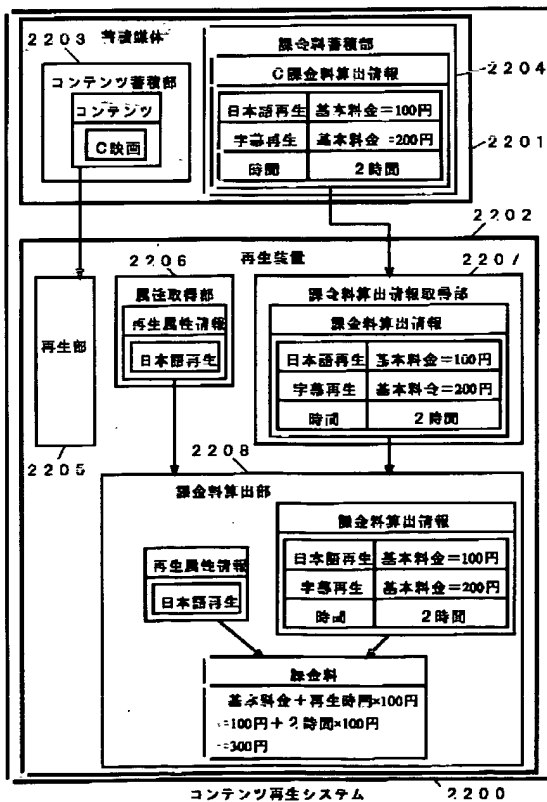 2203 蓄積媒体
課金料蓄積部
2204
コンテンツ蓄積部
C課金料算出情報
コンテンツ
C映画
日本語再生 基本料金=100円
字幕再生 基本料金=200円
時間 2時間
2201
2202
再生装置
2206
2207
属性取得部
課金料算出情報取得部
再生部
再生属性情報
課金料算出情報
日本語再生
日本語再生 基本料金=100円
字幕再生 基本料金=200円
時間 2時間
2205
2208
課金料算出部
課金料算出情報
再生属性情報
日本語再生
日本語再生 基本料金=100円
字幕再生 基本料金=200円
時間 2時間
課金料
基本料金+再生時間×100円
=100円+2時間×100円
=300円
コンテンツ再生システム
2200